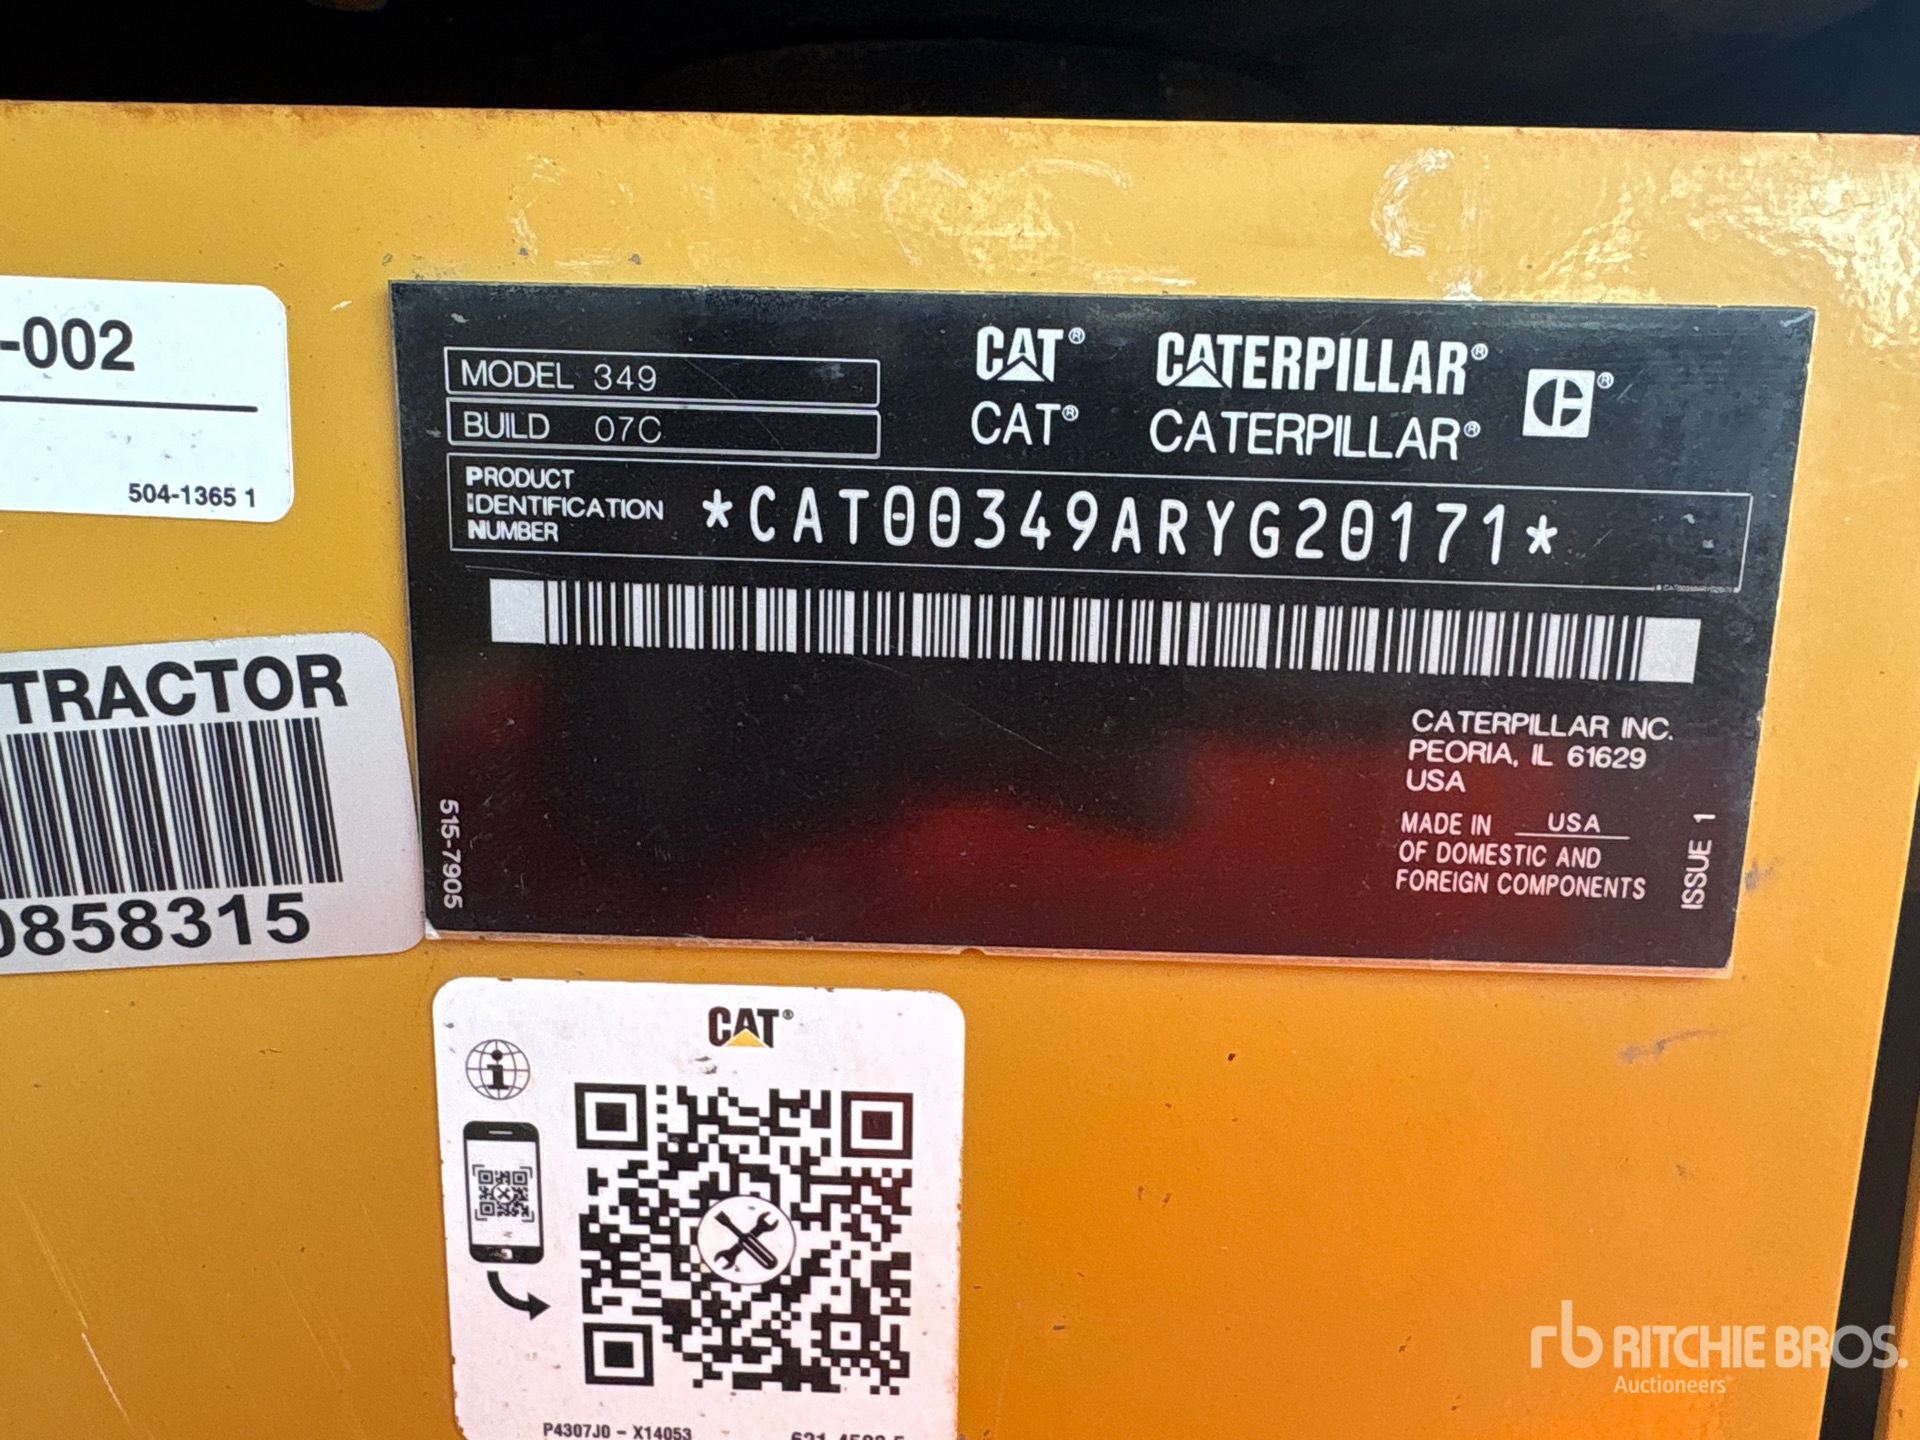 -002
504-1365 1
TRACTOR
0858315
MODEL 349
BUILD 07C
PRODUCT
IDENTIFICATION
NUMBER
*CAT00349ARYG20171*
CAT® CATERPILLAR®
CAT® CATERPILLAR®
CATERPILLAR INC.
PEORIA, IL 61629
USA
MADE IN USA
OF DOMESTIC AND
FOREIGN COMPONENTS
ISSUE 1
515-7905
CAT®
P4307J0 - X14053
rb RITCHIE BROS.
Auctioneers